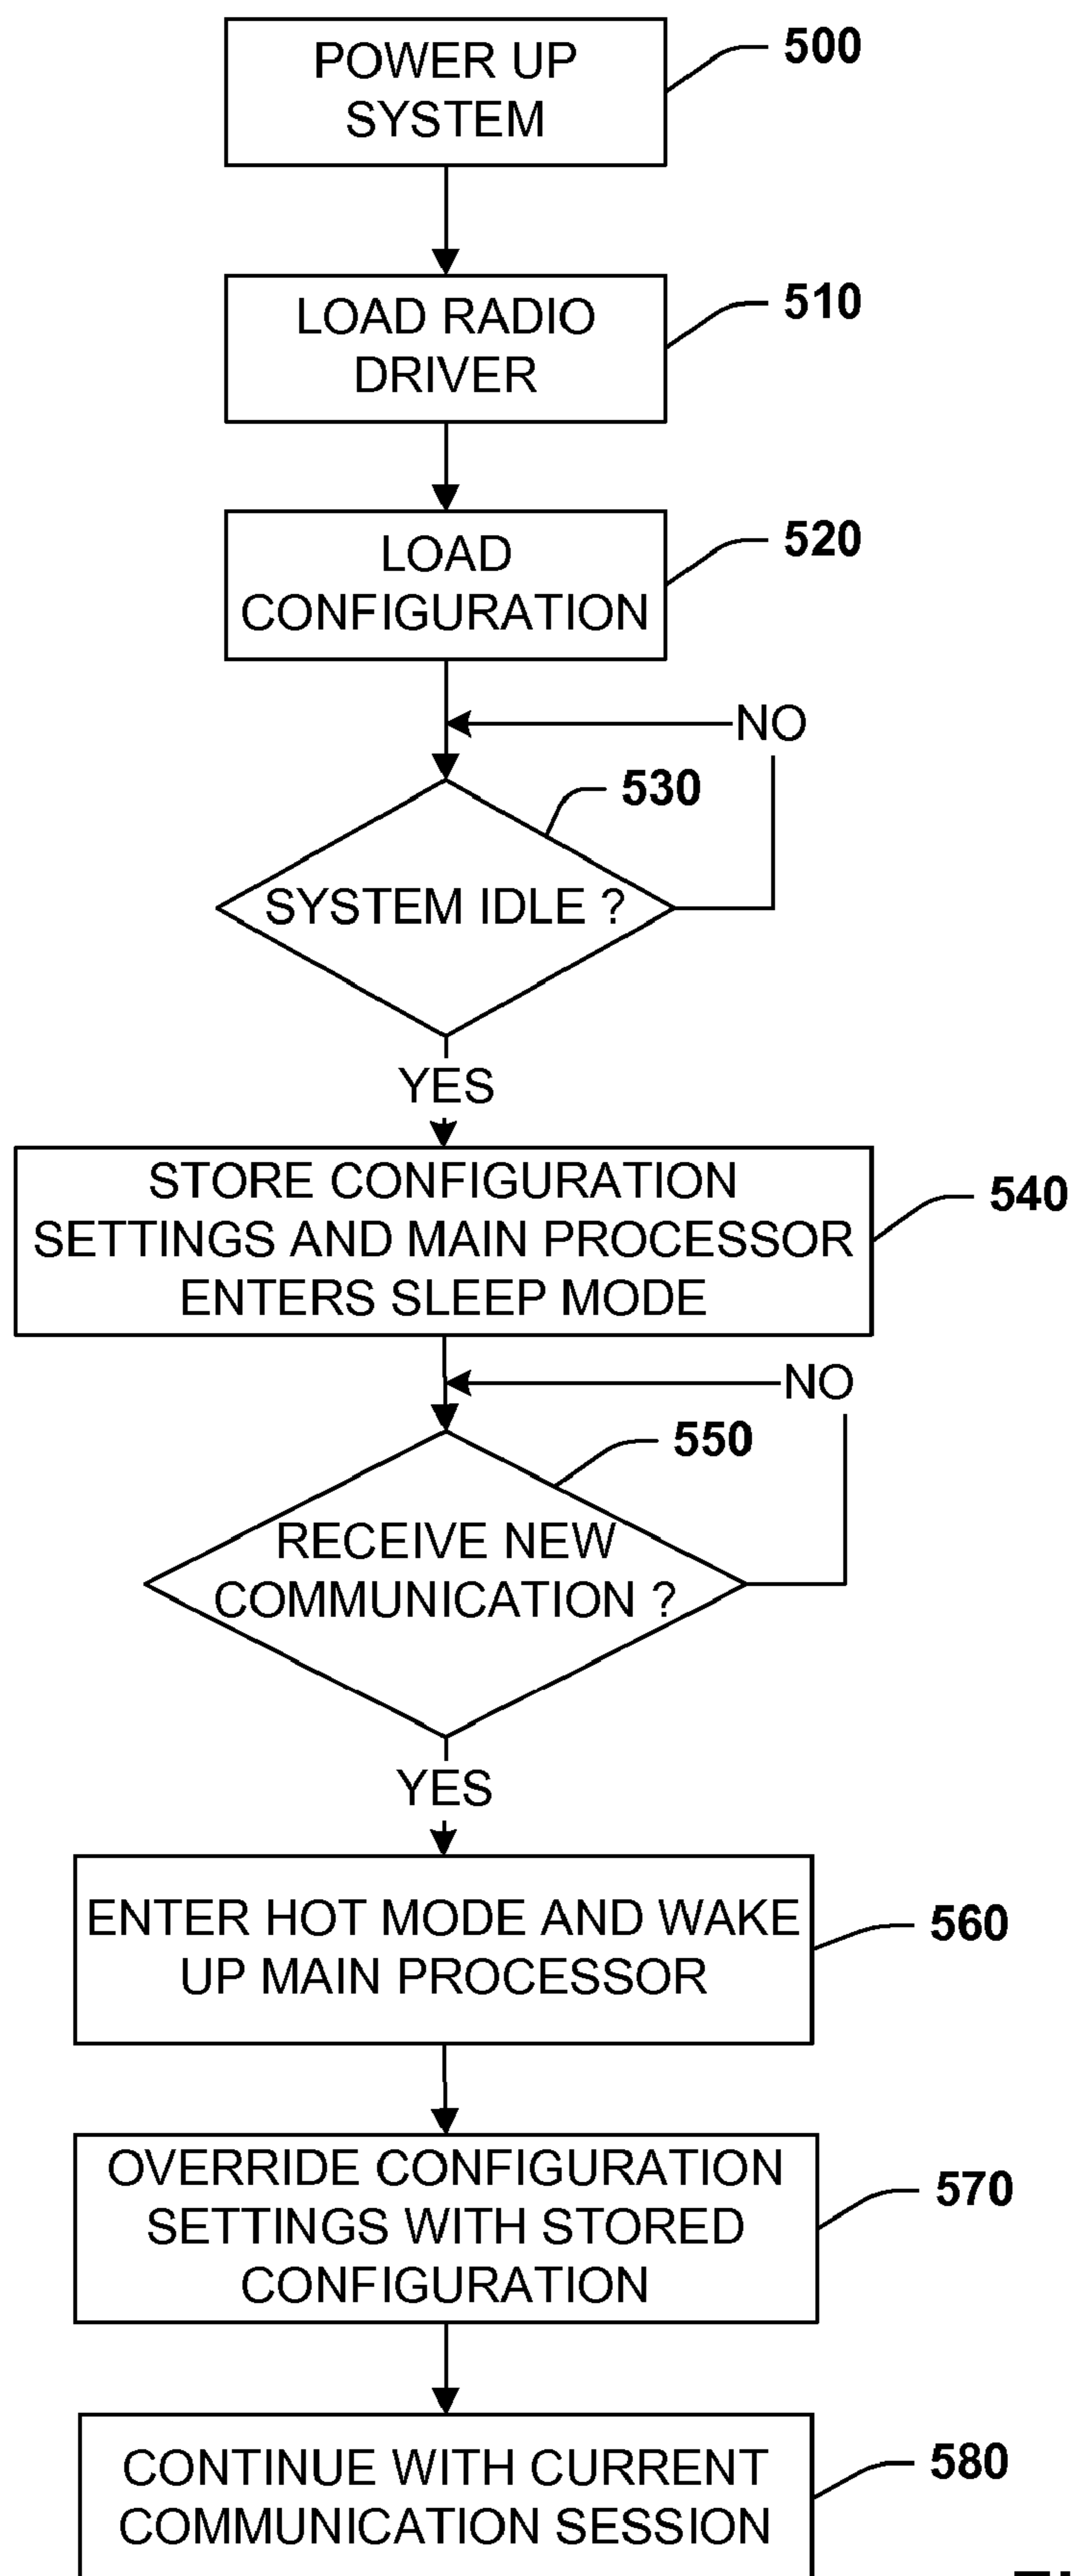 POWER UP
SYSTEM
500
LOAD RADIO
DRIVER
510
LOAD
CONFIGURATION
520
NO
530
SYSTEM IDLE ?
YES
STORE CONFIGURATION
SETTINGS AND MAIN PROCESSOR
ENTERS SLEEP MODE
540
NO
550
RECEIVE NEW
COMMUNICATION ?
YES
ENTER HOT MODE AND WAKE
UP MAIN PROCESSOR
560
OVERRIDE CONFIGURATION
SETTINGS WITH STORED
CONFIGURATION
570
CONTINUE WITH CURRENT
COMMUNICATION SESSION
580